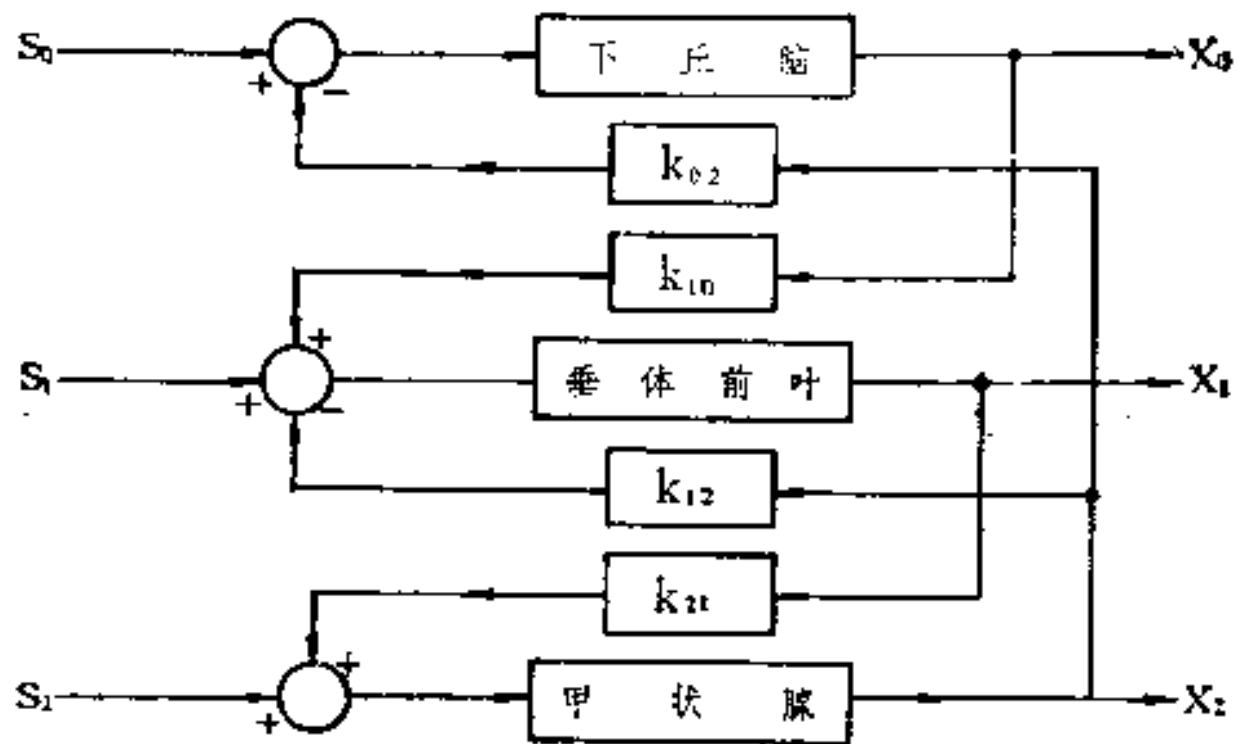 S₀ 下丘脑 X₀
+ −
k₀₂
k₁₀
+
S₁ 垂体前叶 X₁
+ −
k₁₂
k₂₁
+
S₂ 甲状腺 X₂
+